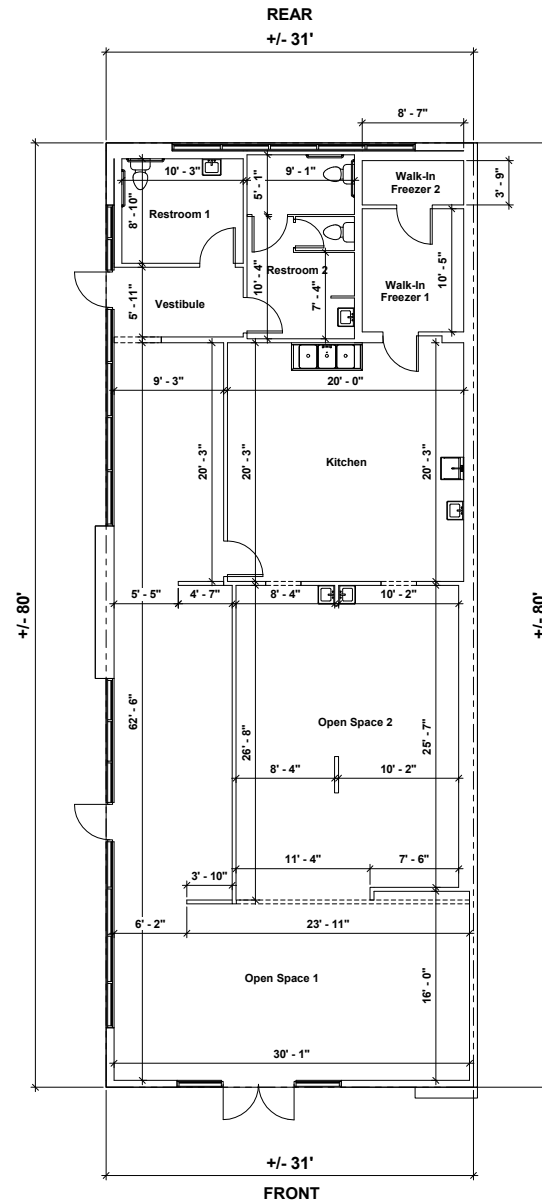 REAR
+/- 31'
8' - 7"
10' - 3"
9' - 1"
5' - 1"
3' - 9"
Walk-In
Freezer 2
8' - 10"
Restroom 1
10' - 4"
Restroom 2
7' - 4"
10' - 5"
Walk-In
Freezer 1
5' - 11"
Vestibule
9' - 3"
20' - 0"
20' - 3"
20' - 3"
Kitchen
20' - 3"
+/- 80'
+/- 80'
5' - 5"
4' - 7"
8' - 4"
10' - 2"
62' - 6"
26' - 8"
Open Space 2
25' - 7"
8' - 4"
10' - 2"
11' - 4"
7' - 6"
3' - 10"
6' - 2"
23' - 11"
Open Space 1
16' - 0"
30' - 1"
+/- 31'
FRONT